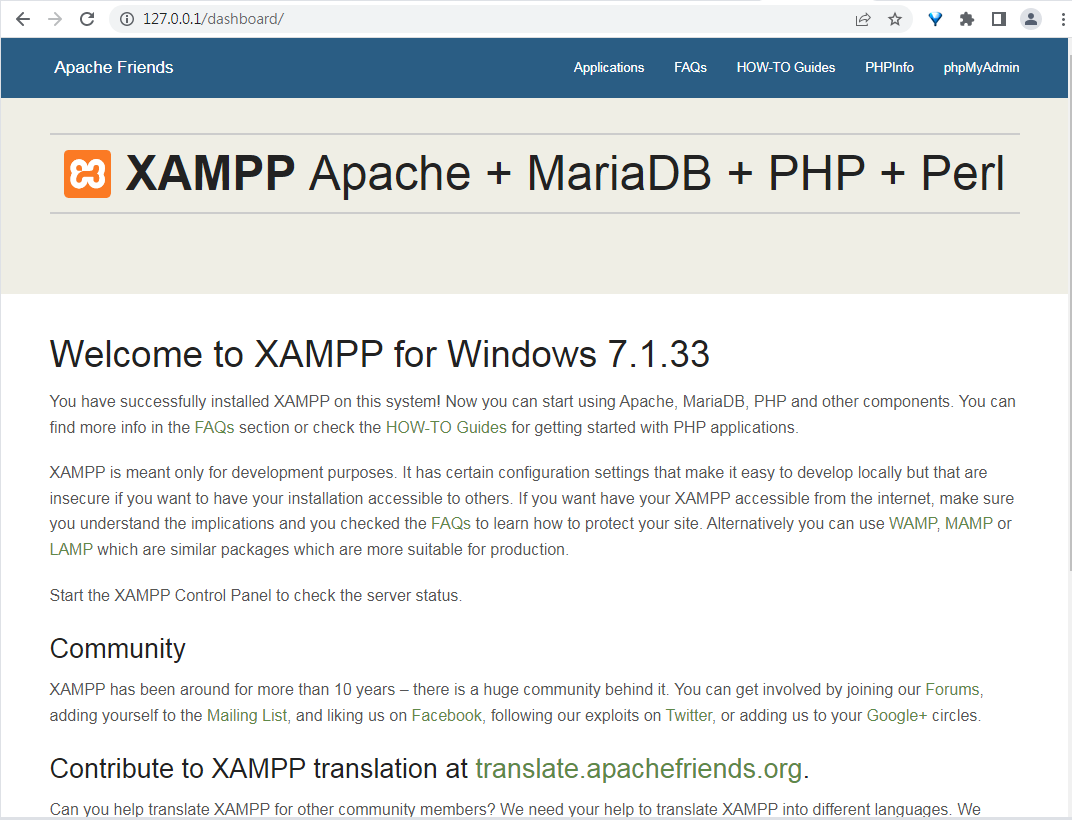 127.0.0.1/dashboard/
Apache Friends
Applications FAQs HOW-TO Guides PHPInfo phpMyAdmin
XAMPP Apache + MariaDB + PHP + Perl
Welcome to XAMPP for Windows 7.1.33
You have successfully installed XAMPP on this system! Now you can start using Apache, MariaDB, PHP and other components. You can
find more info in the FAQs section or check the HOW-TO Guides for getting started with PHP applications.
XAMPP is meant only for development purposes. It has certain configuration settings that make it easy to develop locally but that are
insecure if you want to have your installation accessible to others. If you want have your XAMPP accessible from the internet, make sure
you understand the implications and you checked the FAQs to learn how to protect your site. Alternatively you can use WAMP, MAMP or
LAMP which are similar packages which are more suitable for production.
Start the XAMPP Control Panel to check the server status.
Community
XAMPP has been around for more than 10 years – there is a huge community behind it. You can get involved by joining our Forums,
adding yourself to the Mailing List, and liking us on Facebook, following our exploits on Twitter, or adding us to your Google+ circles.
Contribute to XAMPP translation at translate.apachefriends.org.
Can you help translate XAMPP for other community members? We need your help to translate XAMPP into different languages. We